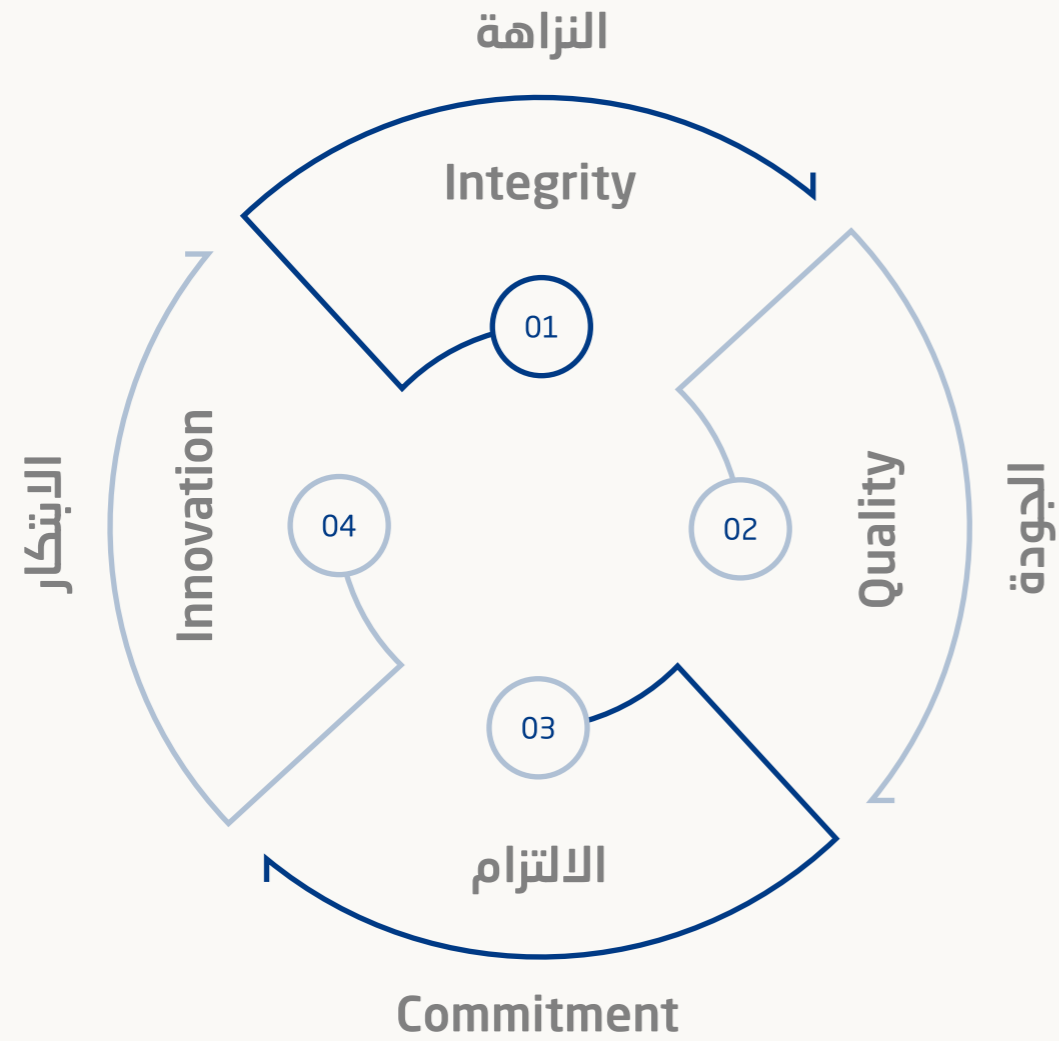 النزاهة
Integrity
01
الجودة
Quality
02
03
الالتزام
Commitment
04
Innovation
الابتكار